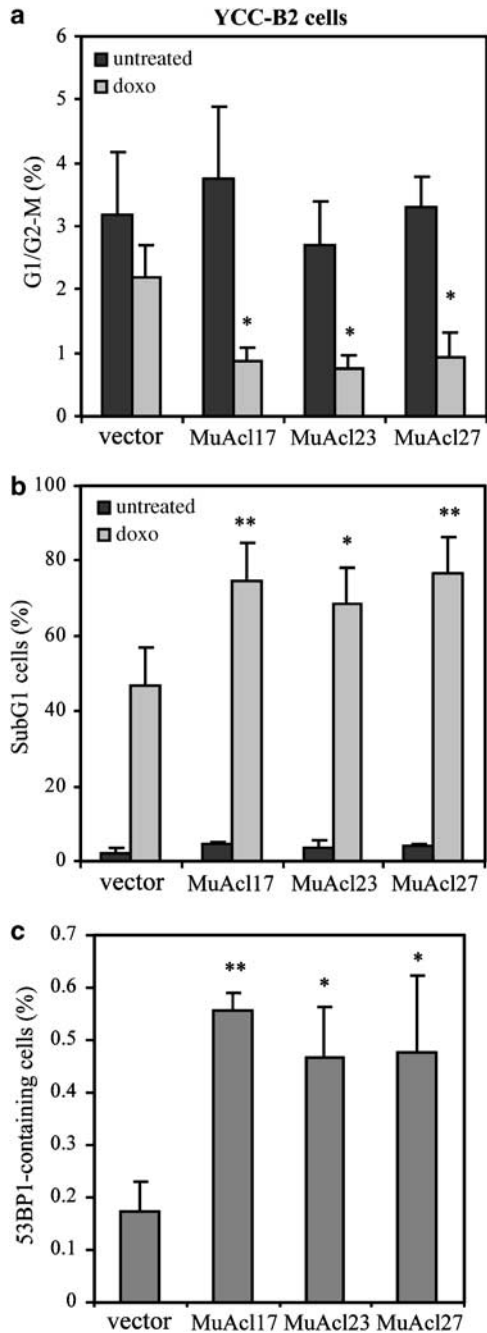 a
YCC-B2 cells
6
5
4
3
2
1
0
G1/G2-M (%)
untreated
doxo
*
*
*
vector
MuAcl17
MuAcl23
MuAcl27
b
100
80
60
40
20
0
SubG1 cells (%)
untreated
doxo
**
*
**
vector
MuAcl17
MuAcl23
MuAcl27
c
0.7
0.6
0.5
0.4
0.3
0.2
0.1
0
53BP1-containing cells (%)
**
*
*
vector
MuAcl17
MuAcl23
MuAcl27